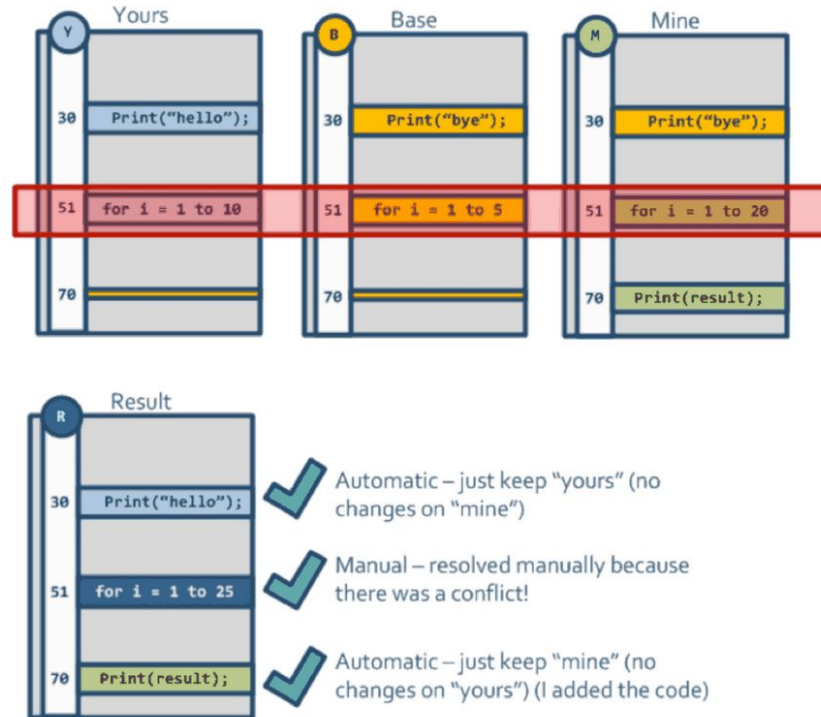 Yours
Base
Mine
Y
B
M
30
Print("hello");
30
Print("bye");
30
Print("bye");
51
for i = 1 to 10
51
for i = 1 to 5
51
for i = 1 to 20
70
70
70
Print(result);
Result
R
30
Print("hello");
Automatic – just keep "yours" (no
changes on "mine")
51
for i = 1 to 25
Manual – resolved manually because
there was a conflict!
70
Print(result);
Automatic – just keep "mine" (no
changes on "yours") (I added the code)